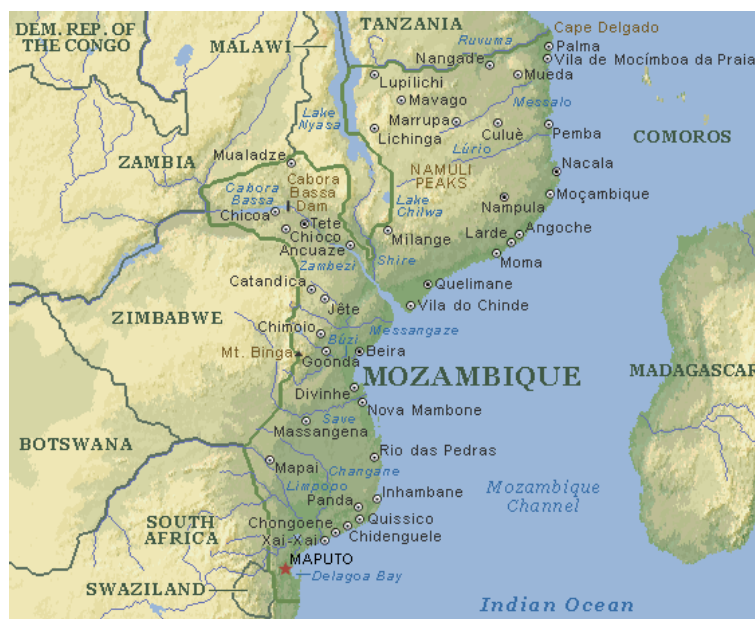 DEM. REP. OF
THE CONGO
MALAWI
TANZANIA
Cape Delgado
Ruvuma
Palma
Nangade
Vila de Mocímboa da Praia
Lupilichi
Mueda
Mavago
Messalo
Lake
Nyasa
Marrupa
Culuè
Pemba
COMOROS
Lichinga
Lúrio
ZAMBIA
Mualadze
Nacala
NAMULI
PEAKS
Cabora
Bassa
Cabora
Bassa
Dam
Lake
Chilwa
Moçambique
Chicoa
Tete
Nampula
Chioco
Milange
Larde
Angoche
Ancuaze
Zambezi
Shire
Moma
Catandica
Quelimane
Jête
Vila do Chinde
ZIMBABWE
Chimoio
Messangaze
Búzi
Mt. Binga
Goonda
Beira
MOZAMBIQUE
MADAGASCAR
Divinhe
Nova Mambone
Save
Massangena
BOTSWANA
Rio das Pedras
Mapai
Changane
Limpopo
Mozambique
Channel
Inhambane
Panda
SOUTH
AFRICA
Chongoene
Quissico
Xai-Xai
Chidenguele
MAPUTO
Delagoa Bay
SWAZILAND
Indian Ocean